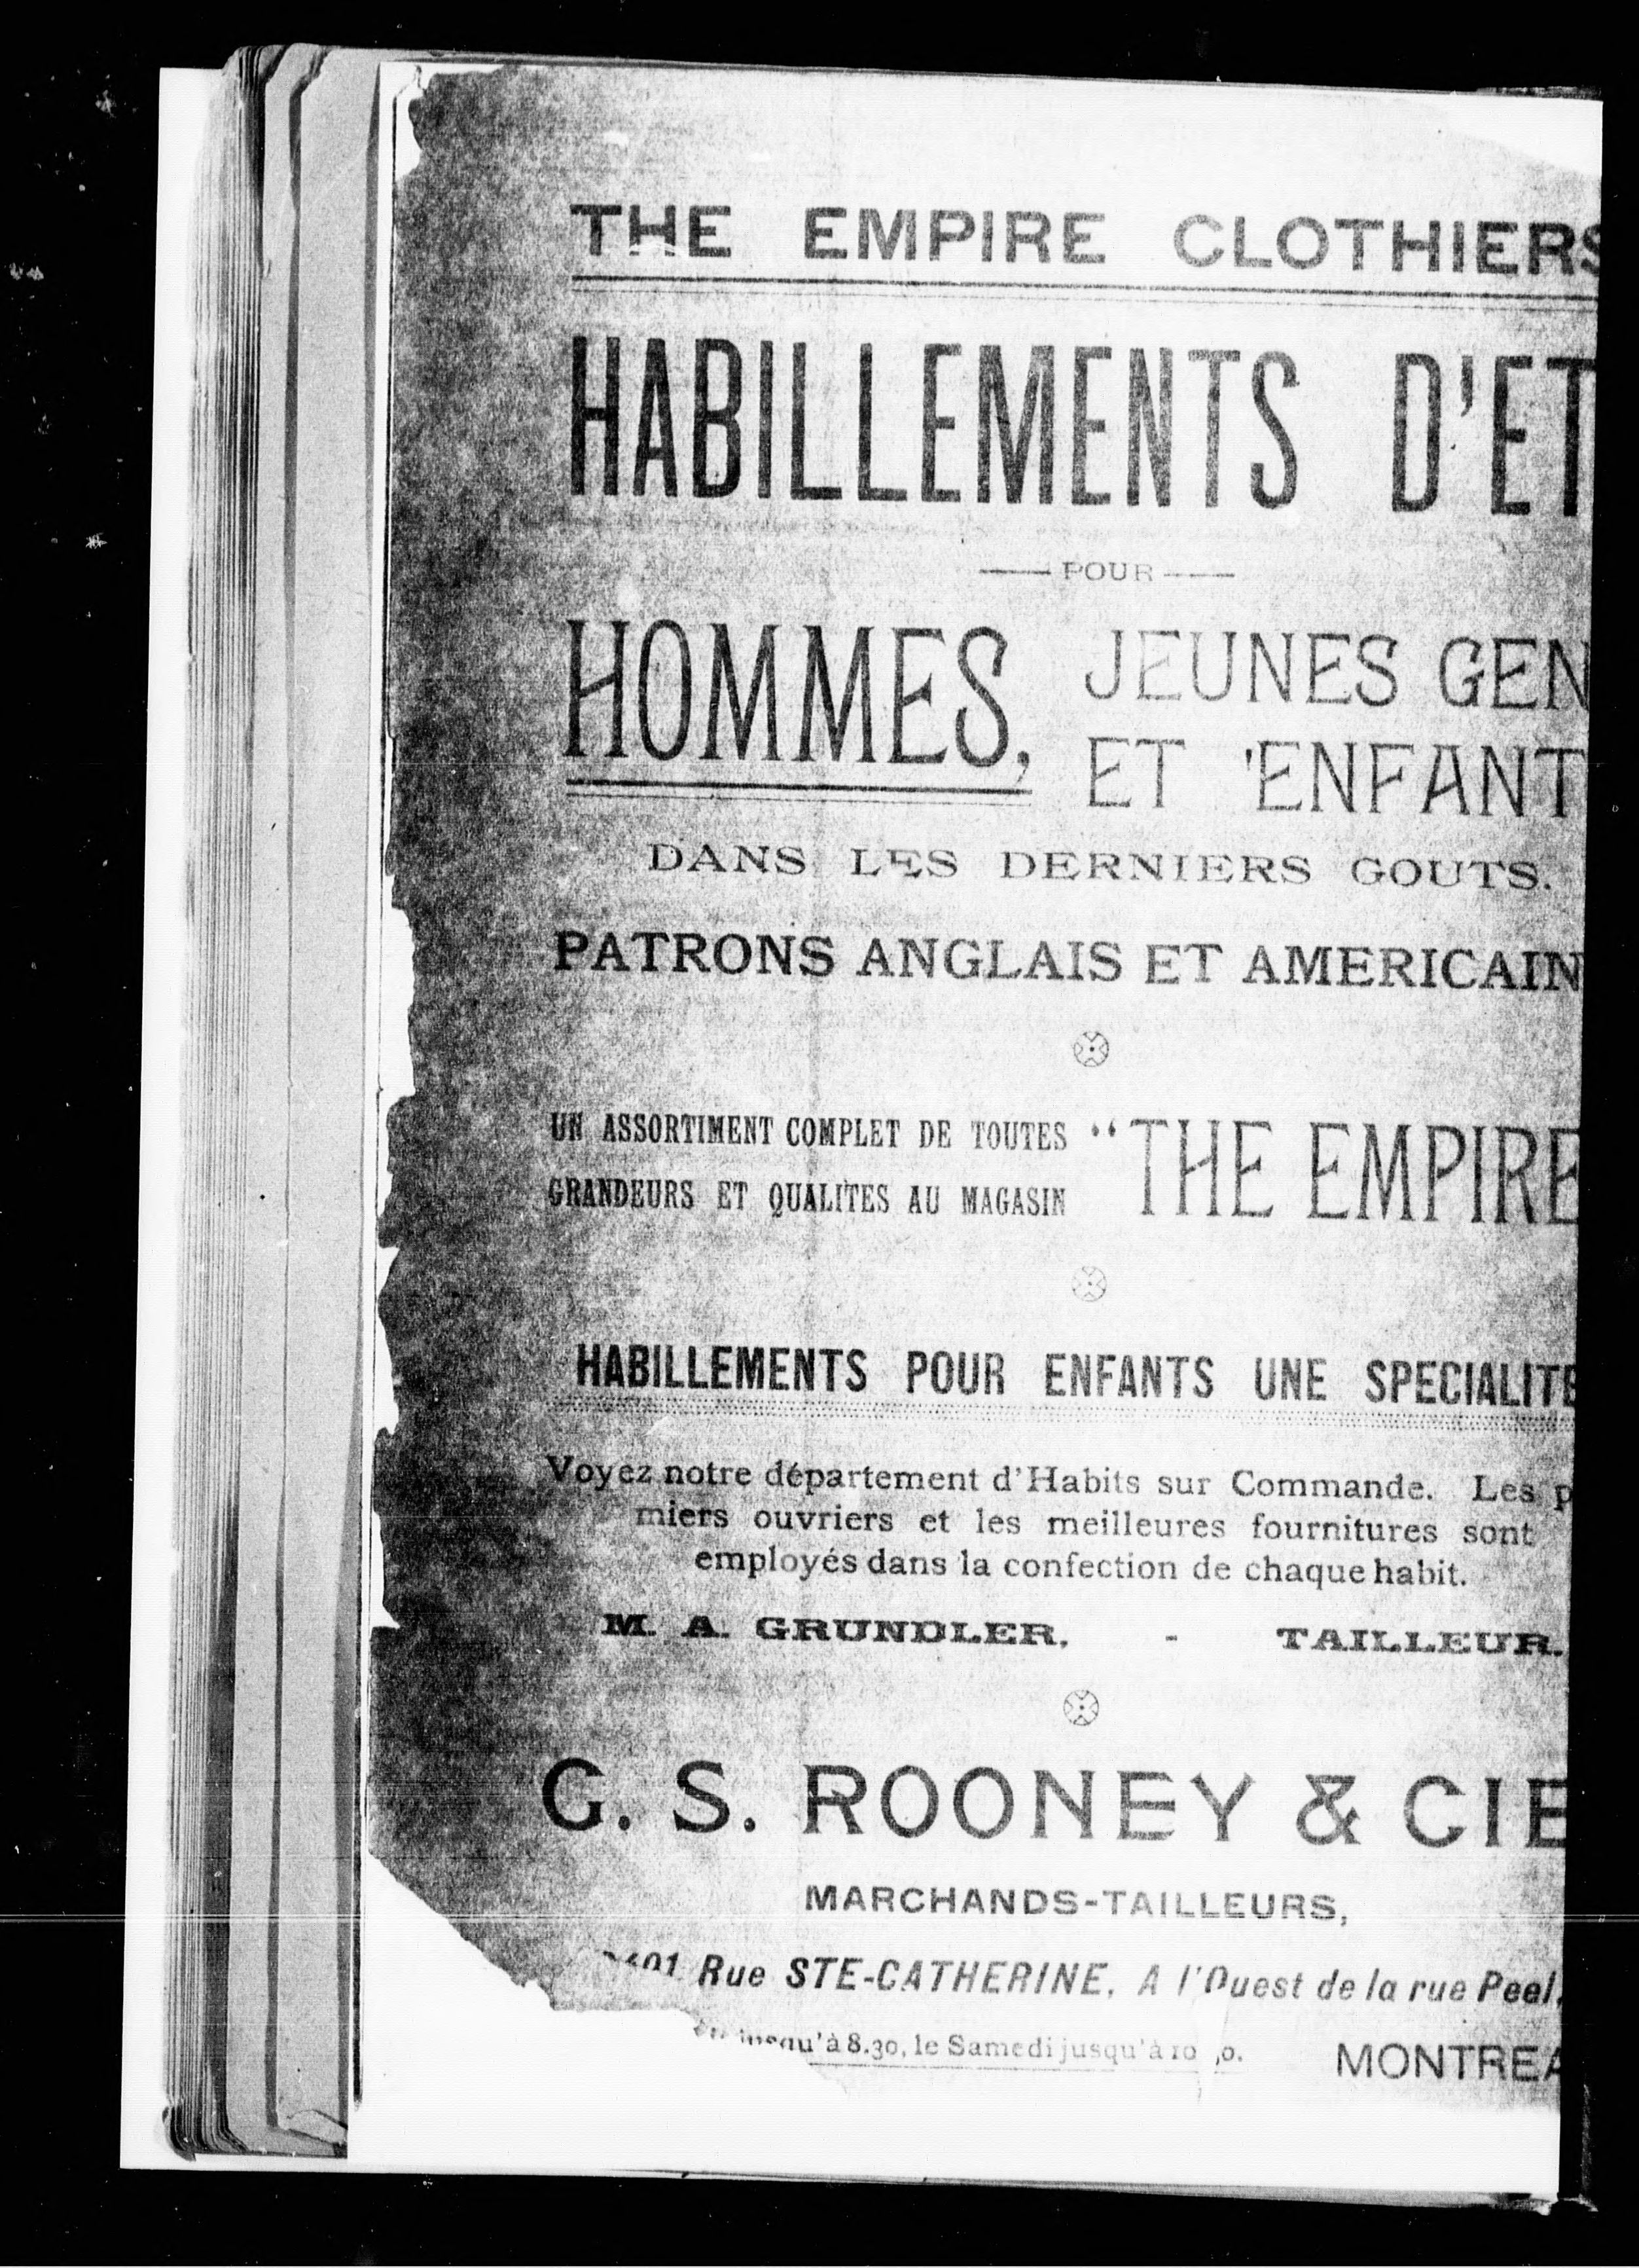 THE EMPIRE CLOTHIERS
HABILLEMENTS D'ET
POUR
HOMMES, JEUNES GEN
ET 'ENFANT
DANS LES DERNIERS GOUTS.
PATRONS ANGLAIS ET AMERICAIN
UN ASSORTIMENT COMPLET DE TOUTES
GRANDEURS ET QUALITES AU MAGASIN
"THE EMPIRE
HABILLEMENTS POUR ENFANTS UNE SPECIALITE
Voyez notre département d'Habits sur Commande. Les p
miers ouvriers et les meilleures fournitures sont
employés dans la confection de chaque habit.
M. A. GRUNDLER, - TAILLEUR.
G. S. ROONEY & CIE
MARCHANDS-TAILLEURS,
Rue STE-CATHERINE, A l'Ouest de la rue Peel,
jusqu'à 8.30, le Samedi jusqu'à
MONTREA